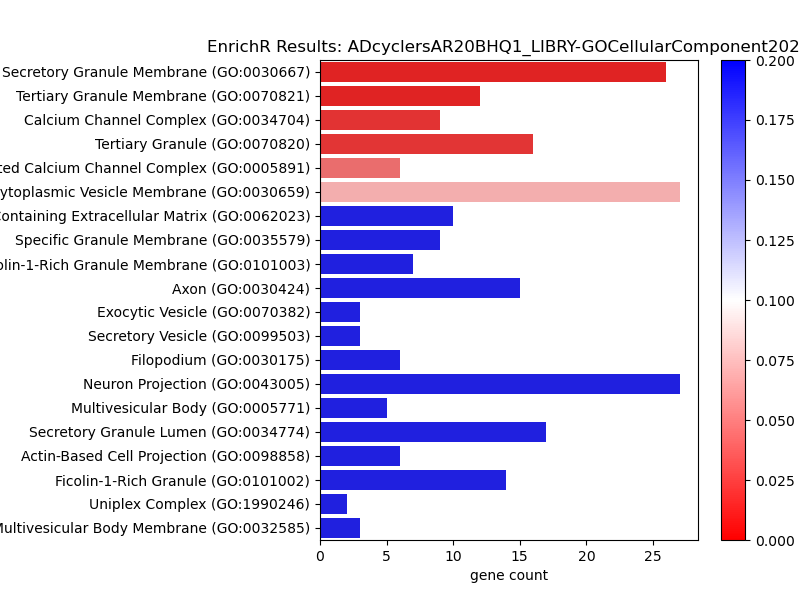 EnrichR Results: ADcyclersAR20BHQ1_LIBRY-GOCellularComponent202
Secretory Granule Membrane (GO:0030667)
Tertiary Granule Membrane (GO:0070821)
Calcium Channel Complex (GO:0034704)
Tertiary Granule (GO:0070820)
ted Calcium Channel Complex (GO:0005891)
ytoplasmic Vesicle Membrane (GO:0030659)
Containing Extracellular Matrix (GO:0062023)
Specific Granule Membrane (GO:0035579)
olin-1-Rich Granule Membrane (GO:0101003)
Axon (GO:0030424)
Exocytic Vesicle (GO:0070382)
Secretory Vesicle (GO:0099503)
Filopodium (GO:0030175)
Neuron Projection (GO:0043005)
Multivesicular Body (GO:0005771)
Secretory Granule Lumen (GO:0034774)
Actin-Based Cell Projection (GO:0098858)
Ficolin-1-Rich Granule (GO:0101002)
Uniplex Complex (GO:1990246)
Multivesicular Body Membrane (GO:0032585)
0 5 10 15 20 25
gene count
0.200
0.175
0.150
0.125
0.100
0.075
0.050
0.025
0.000